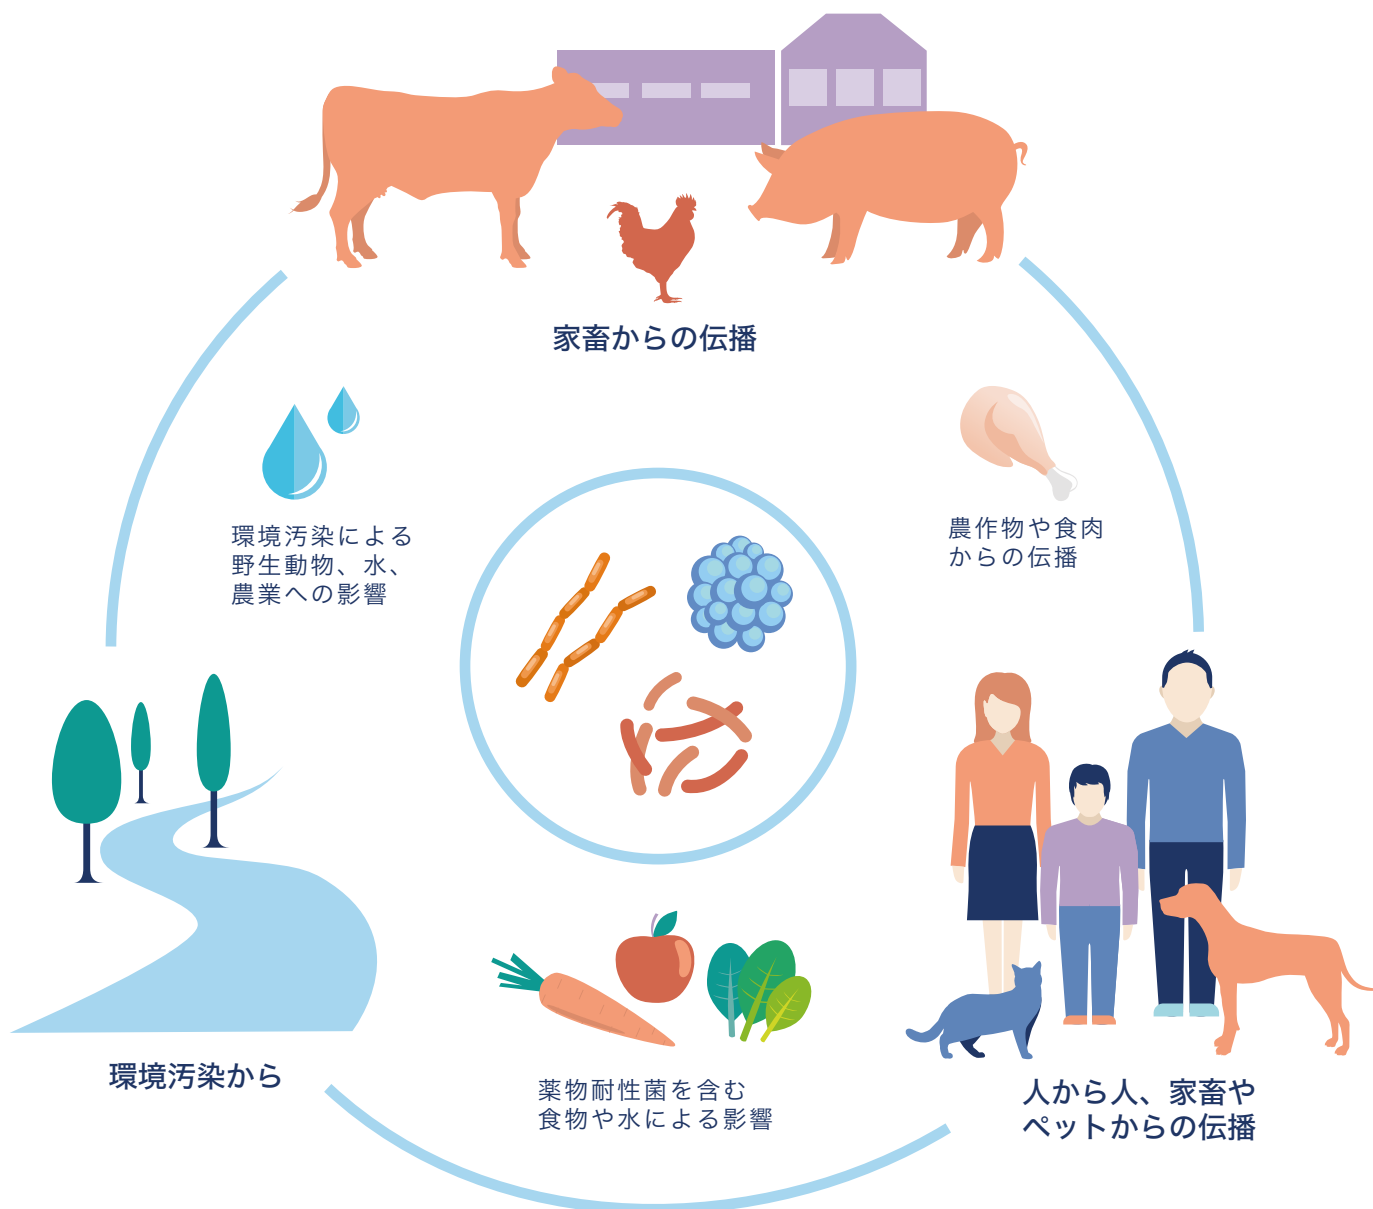 家畜からの伝播
環境汚染による
野生動物、水、
農業への影響
農作物や食肉
からの伝播
環境汚染から
薬物耐性菌を含む
食物や水による影響
人から人、家畜や
ペットからの伝播